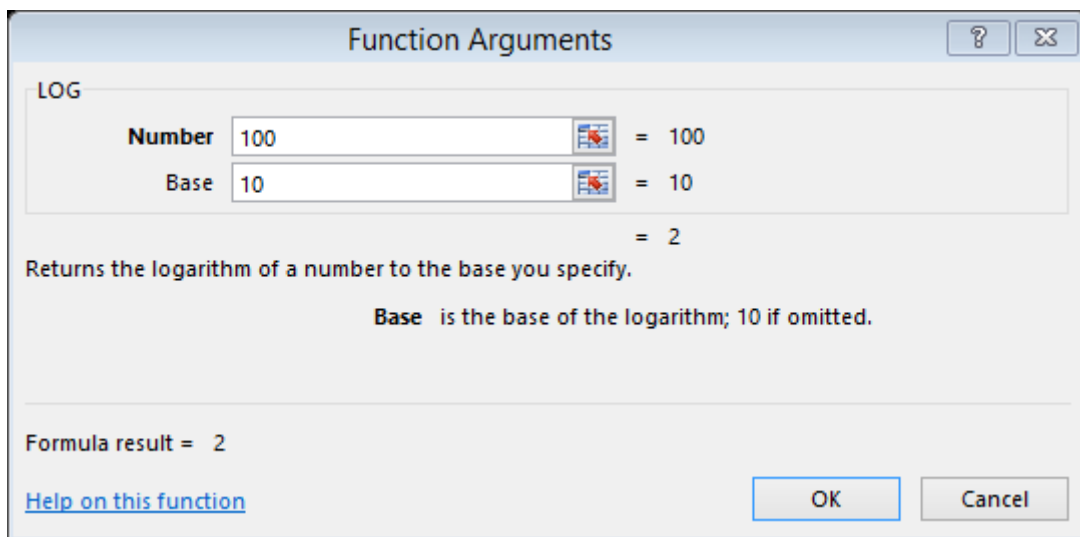 Function Arguments
LOG
Number 100 = 100
Base 10 = 10
= 2
Returns the logarithm of a number to the base you specify.
Base is the base of the logarithm; 10 if omitted.
Formula result = 2
Help on this function OK Cancel